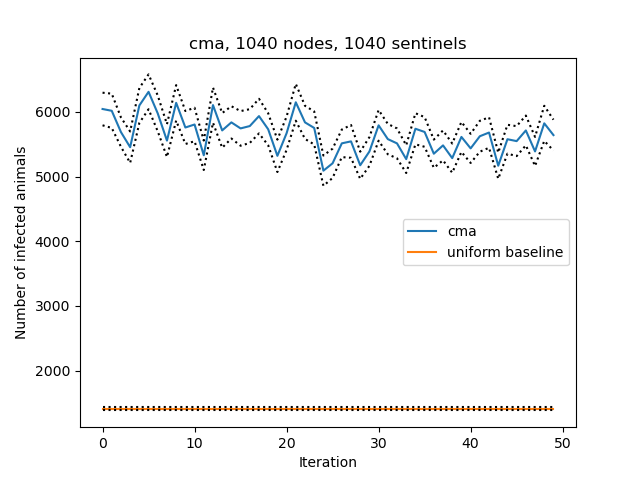 cma, 1040 nodes, 1040 sentinels
Number of infected animals
6000
5000
4000
3000
2000
cma
uniform baseline
0
10
20
30
40
50
Iteration